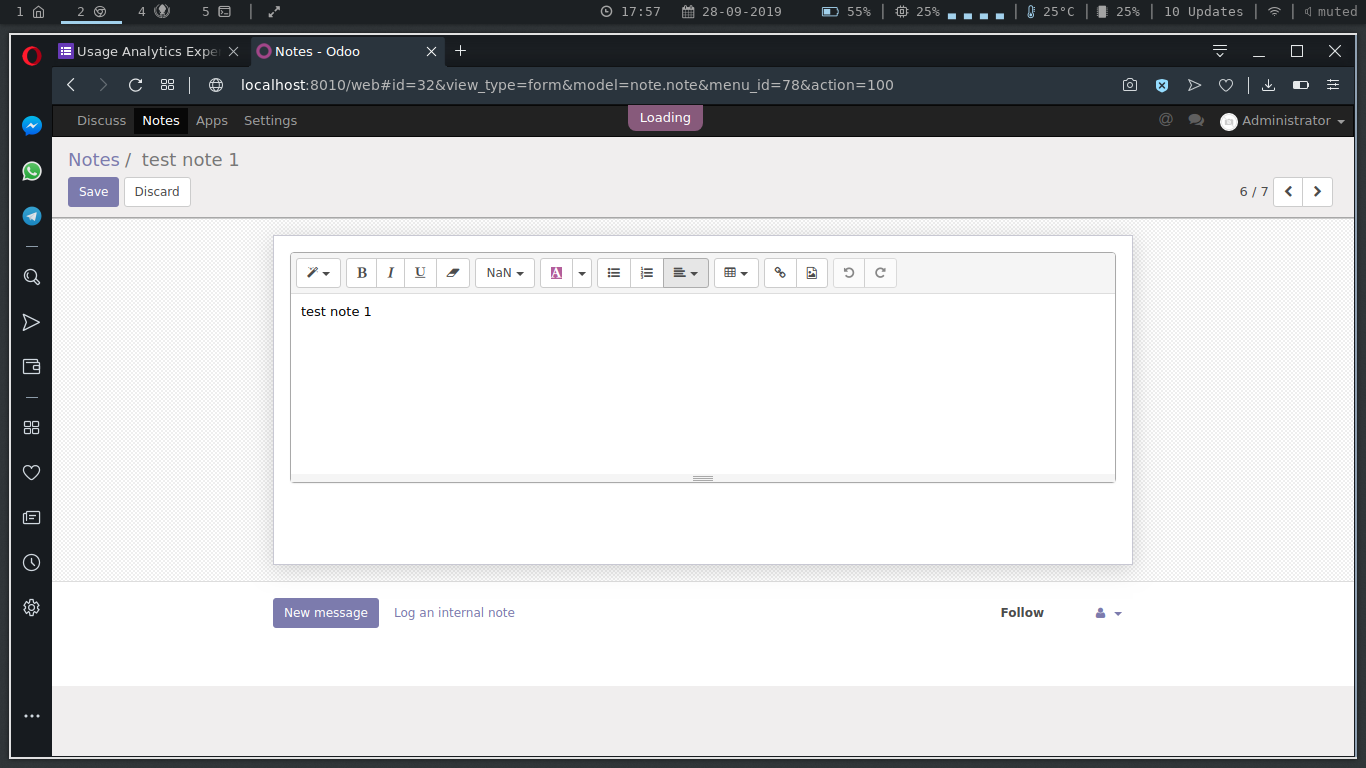 1 2 4 5 17:57 28-09-2019 55% 25% 25°C 25% 10 Updates muted
Usage Analytics Expe Notes - Odoo
localhost:8010/web#id=32&view_type=form&model=note.note&menu_id=78&action=100
Discuss Notes Apps Settings Loading @ Administrator
Notes / test note 1
Save Discard 6 / 7
B I U NaN A
test note 1
New message Log an internal note Follow